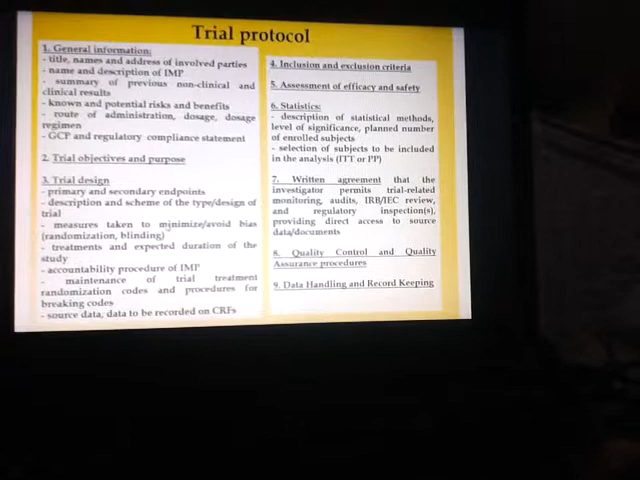 Trial protocol
1. General information:
- title, names and address of involved parties
- name and description of IMP
- summary of previous non-clinical and
clinical results
- known and potential risks and benefits
- route of administration, dosage, dosage
regimen
- GCP and regulatory compliance statement
2. Trial objectives and purpose
3. Trial design
- primary and secondary endpoints
- description and scheme of the type/design of
trial
- measures taken to minimize/avoid bias
(randomization, blinding)
- treatments and expected duration of the
study
- accountability procedure of IMP
- maintenance of trial treatment
randomization codes and procedures for
breaking codes
- source data, data to be recorded on CRFs
4. Inclusion and exclusion criteria
5. Assessment of efficacy and safety
6. Statistics:
- description of statistical methods,
level of significance, planned number
of enrolled subjects
- selection of subjects to be included
in the analysis (ITT or PP)
7. Written agreement that the
investigator permits trial-related
monitoring, audits, IRB/IEC review,
and regulatory inspection(s),
providing direct access to source
data/documents
8. Quality Control and Quality
Assurance procedures
9. Data Handling and Record Keeping